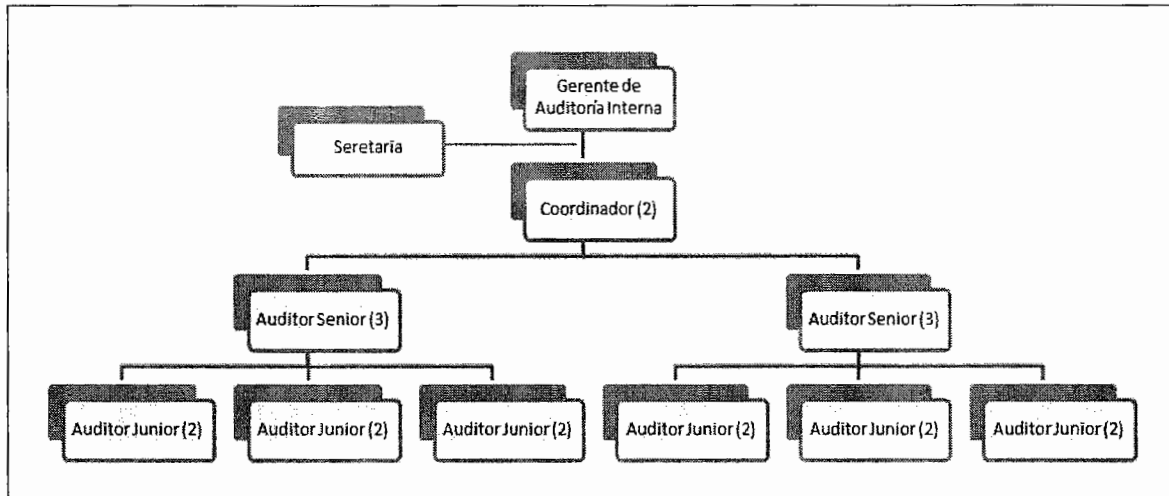 Gerente de
Auditoría Interna
Seretaria
Coordinador (2)
Auditor Senior (3)
Auditor Senior (3)
Auditor Junior (2)
Auditor Junior (2)
Auditor Junior (2)
Auditor Junior (2)
Auditor Junior (2)
Auditor Junior (2)